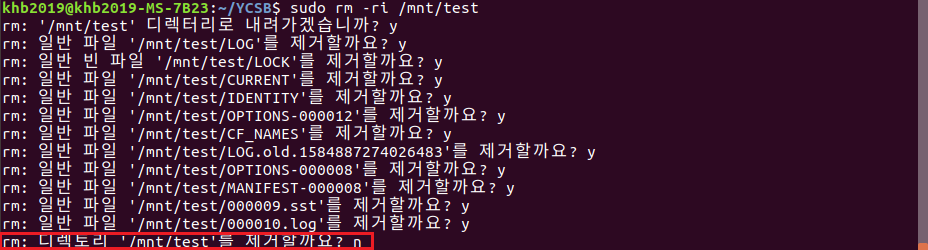 khb2019@khb2019-MS-7B23:~/YCSB$ sudo rm -ri /mnt/test
rm: '/mnt/test' 디렉터리로 내려가겠습니까? y
rm: 일반 파일 '/mnt/test/LOG'를 제거할까요? y
rm: 일반 빈 파일 '/mnt/test/LOCK'를 제거할까요? y
rm: 일반 파일 '/mnt/test/CURRENT'를 제거할까요? y
rm: 일반 파일 '/mnt/test/IDENTITY'를 제거할까요? y
rm: 일반 파일 '/mnt/test/OPTIONS-000012'를 제거할까요? y
rm: 일반 파일 '/mnt/test/CF_NAMES'를 제거할까요? y
rm: 일반 파일 '/mnt/test/LOG.old.1584887274026483'를 제거할까요? y
rm: 일반 파일 '/mnt/test/OPTIONS-000008'를 제거할까요? y
rm: 일반 파일 '/mnt/test/MANIFEST-000008'를 제거할까요? y
rm: 일반 파일 '/mnt/test/000009.sst'를 제거할까요? y
rm: 일반 파일 '/mnt/test/000010.log'를 제거할까요? y
rm: 디렉토리 '/mnt/test'를 제거할까요? n